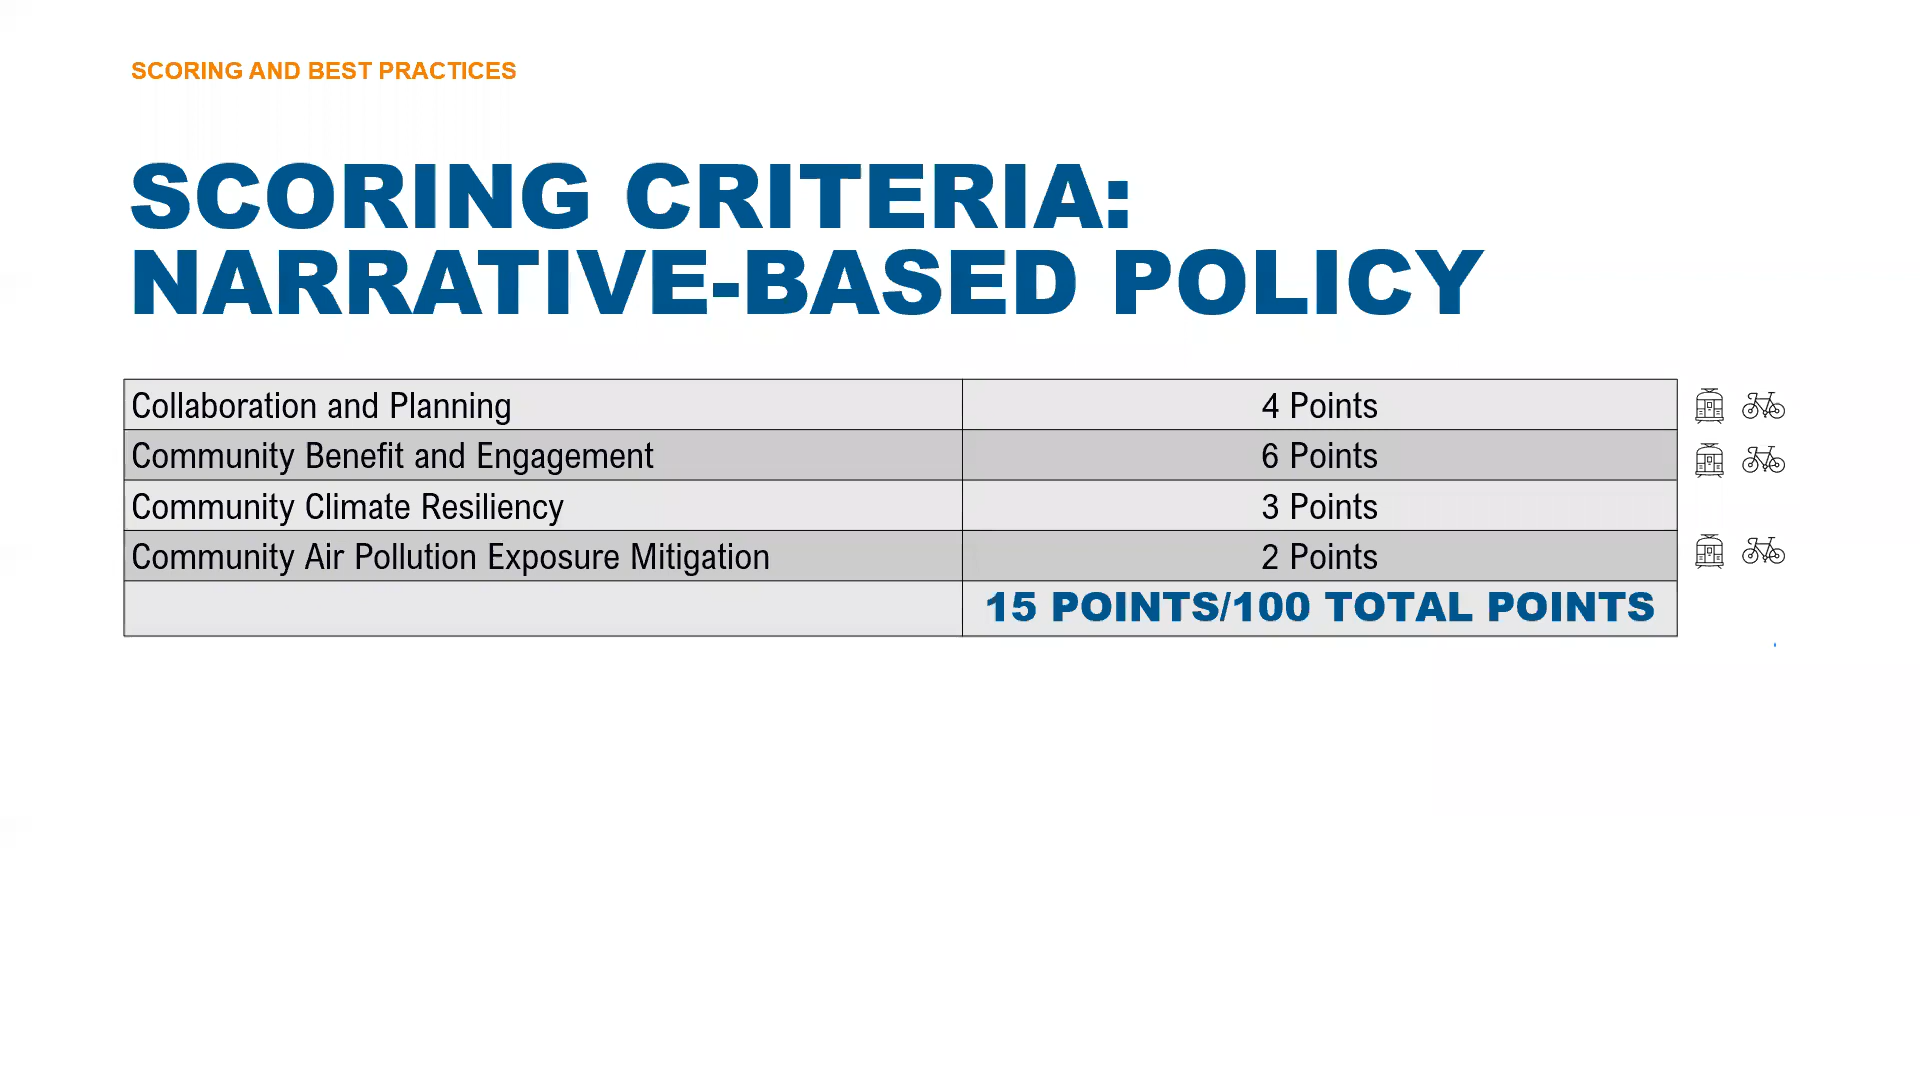 SCORING AND BEST PRACTICES
SCORING CRITERIA:
NARRATIVE-BASED POLICY
Collaboration and Planning 4 Points
Community Benefit and Engagement 6 Points
Community Climate Resiliency 3 Points
Community Air Pollution Exposure Mitigation 2 Points
15 POINTS/100 TOTAL POINTS